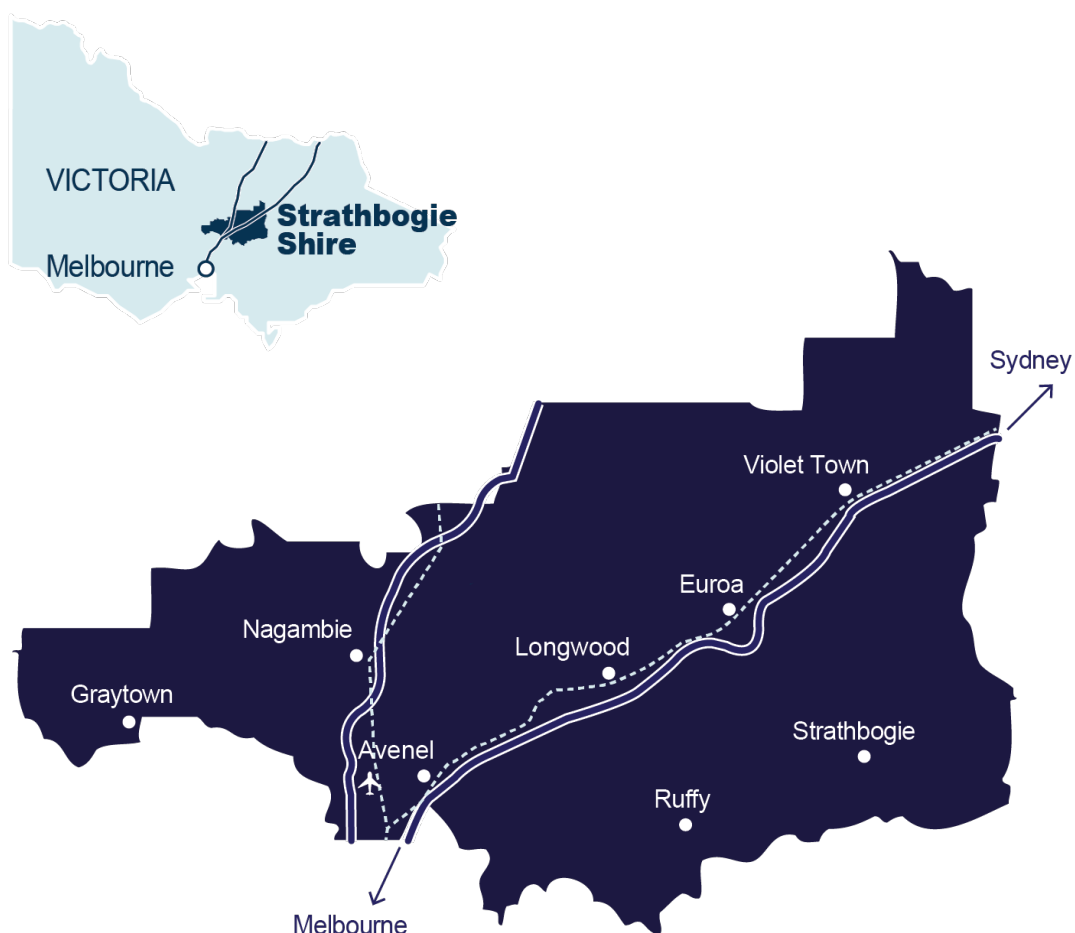 VICTORIA
Strathbogie
Shire
Melbourne
Sydney
Violet Town
Euroa
Nagambie
Longwood
Graytown
Strathbogie
Avenel
Ruffy
Melbourne